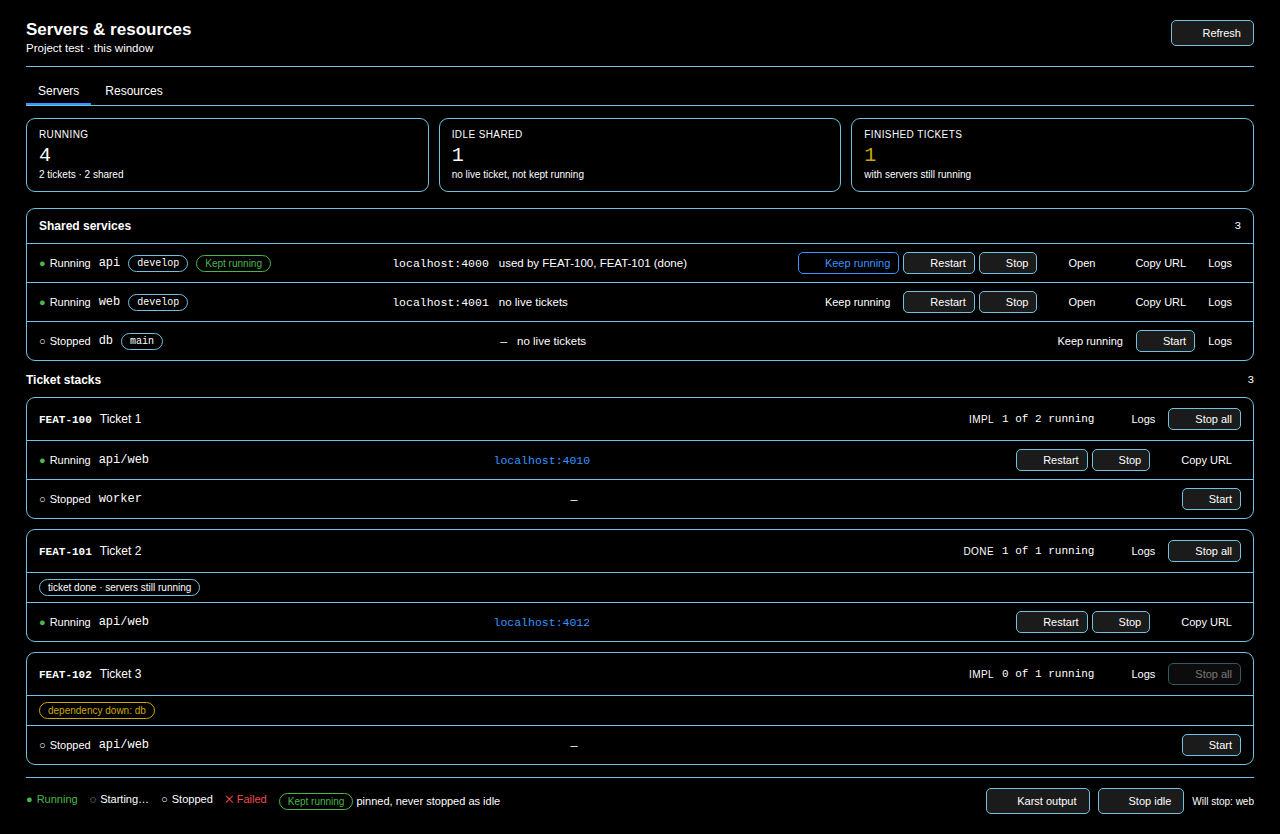 Servers & resources
Refresh
Project test · this window
Servers Resources
RUNNING
4
2 tickets · 2 shared
IDLE SHARED
1
no live ticket, not kept running
FINISHED TICKETS
1
with servers still running
Shared services 3
● Running api develop Kept running localhost:4000 used by FEAT-100, FEAT-101 (done) Keep running Restart Stop Open Copy URL Logs
● Running web develop localhost:4001 no live tickets Keep running Restart Stop Open Copy URL Logs
○ Stopped db main — no live tickets Keep running Start Logs
Ticket stacks 3
FEAT-100 Ticket 1 IMPL 1 of 2 running Logs Stop all
● Running api/web localhost:4010 Restart Stop Copy URL
○ Stopped worker — Start
FEAT-101 Ticket 2 DONE 1 of 1 running Logs Stop all
ticket done · servers still running
● Running api/web localhost:4012 Restart Stop Copy URL
FEAT-102 Ticket 3 IMPL 0 of 1 running Logs Stop all
dependency down: db
○ Stopped api/web — Start
● Running ○ Starting… ○ Stopped ✕ Failed Kept running pinned, never stopped as idle Karst output Stop idle Will stop: web